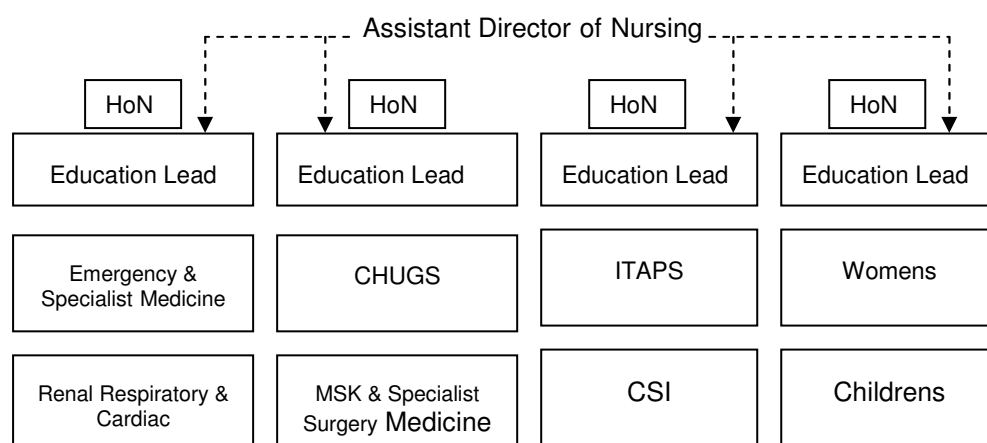 Assistant Director of Nursing
HoN
HoN
HoN
HoN
Education Lead
Education Lead
Education Lead
Education Lead
Emergency &
Specialist Medicine
CHUGS
ITAPS
Womens
Renal Respiratory &
Cardiac
MSK & Specialist
Surgery Medicine
CSI
Childrens